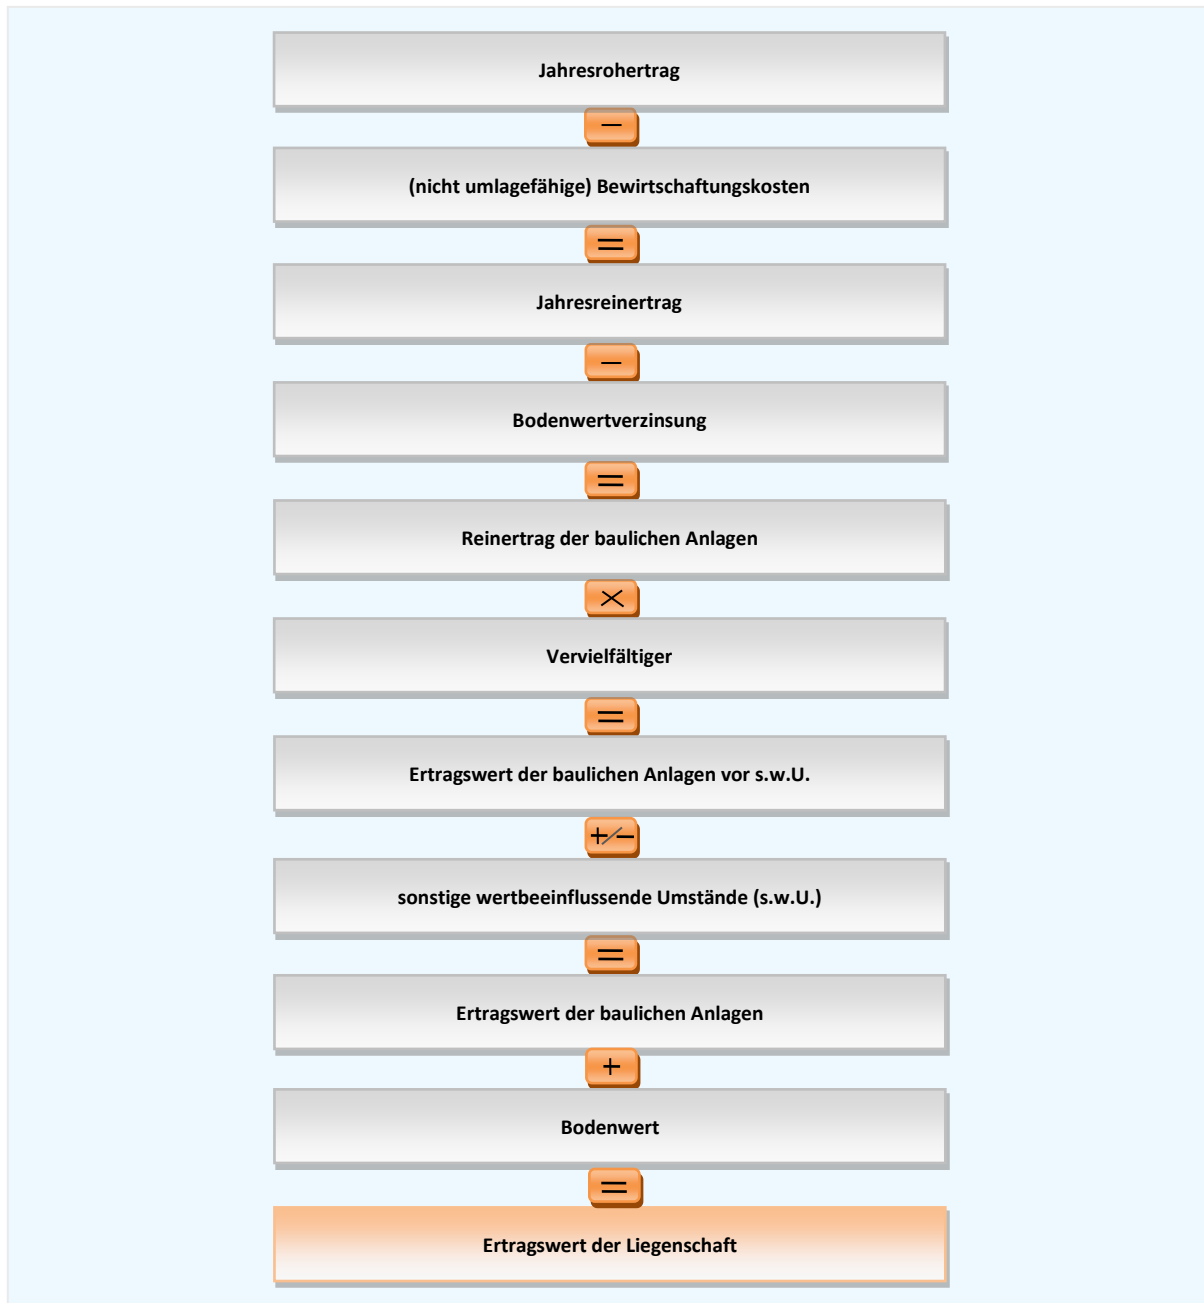 Jahresrohertrag
−
(nicht umlagefähige) Bewirtschaftungskosten
=
Jahresreinertrag
−
Bodenwertverzinsung
=
Reinertrag der baulichen Anlagen
×
Vervielfältiger
=
Ertragswert der baulichen Anlagen vor s.w.U.
+/−
sonstige wertbeeinflussende Umstände (s.w.U.)
=
Ertragswert der baulichen Anlagen
+
Bodenwert
=
Ertragswert der Liegenschaft